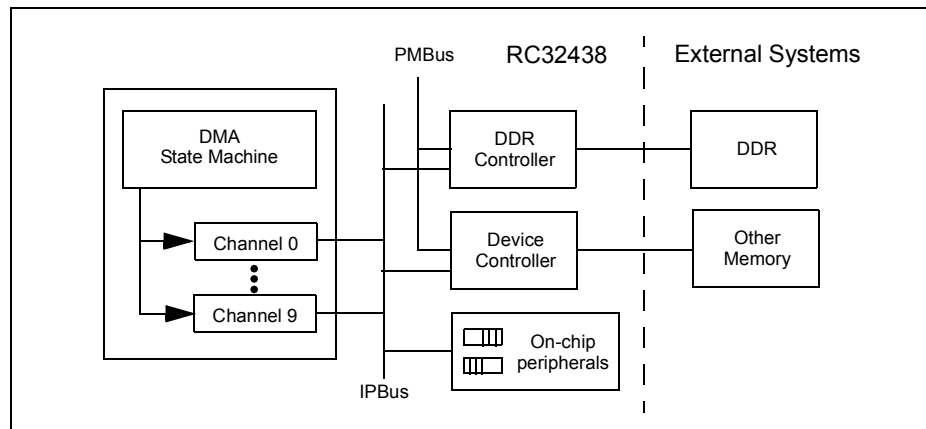 PMBus
RC32438
External Systems
DMA
State Machine
DDR
Controller
DDR
Channel 0
Device
Controller
Other
Memory
Channel 9
On-chip
peripherals
IPBus